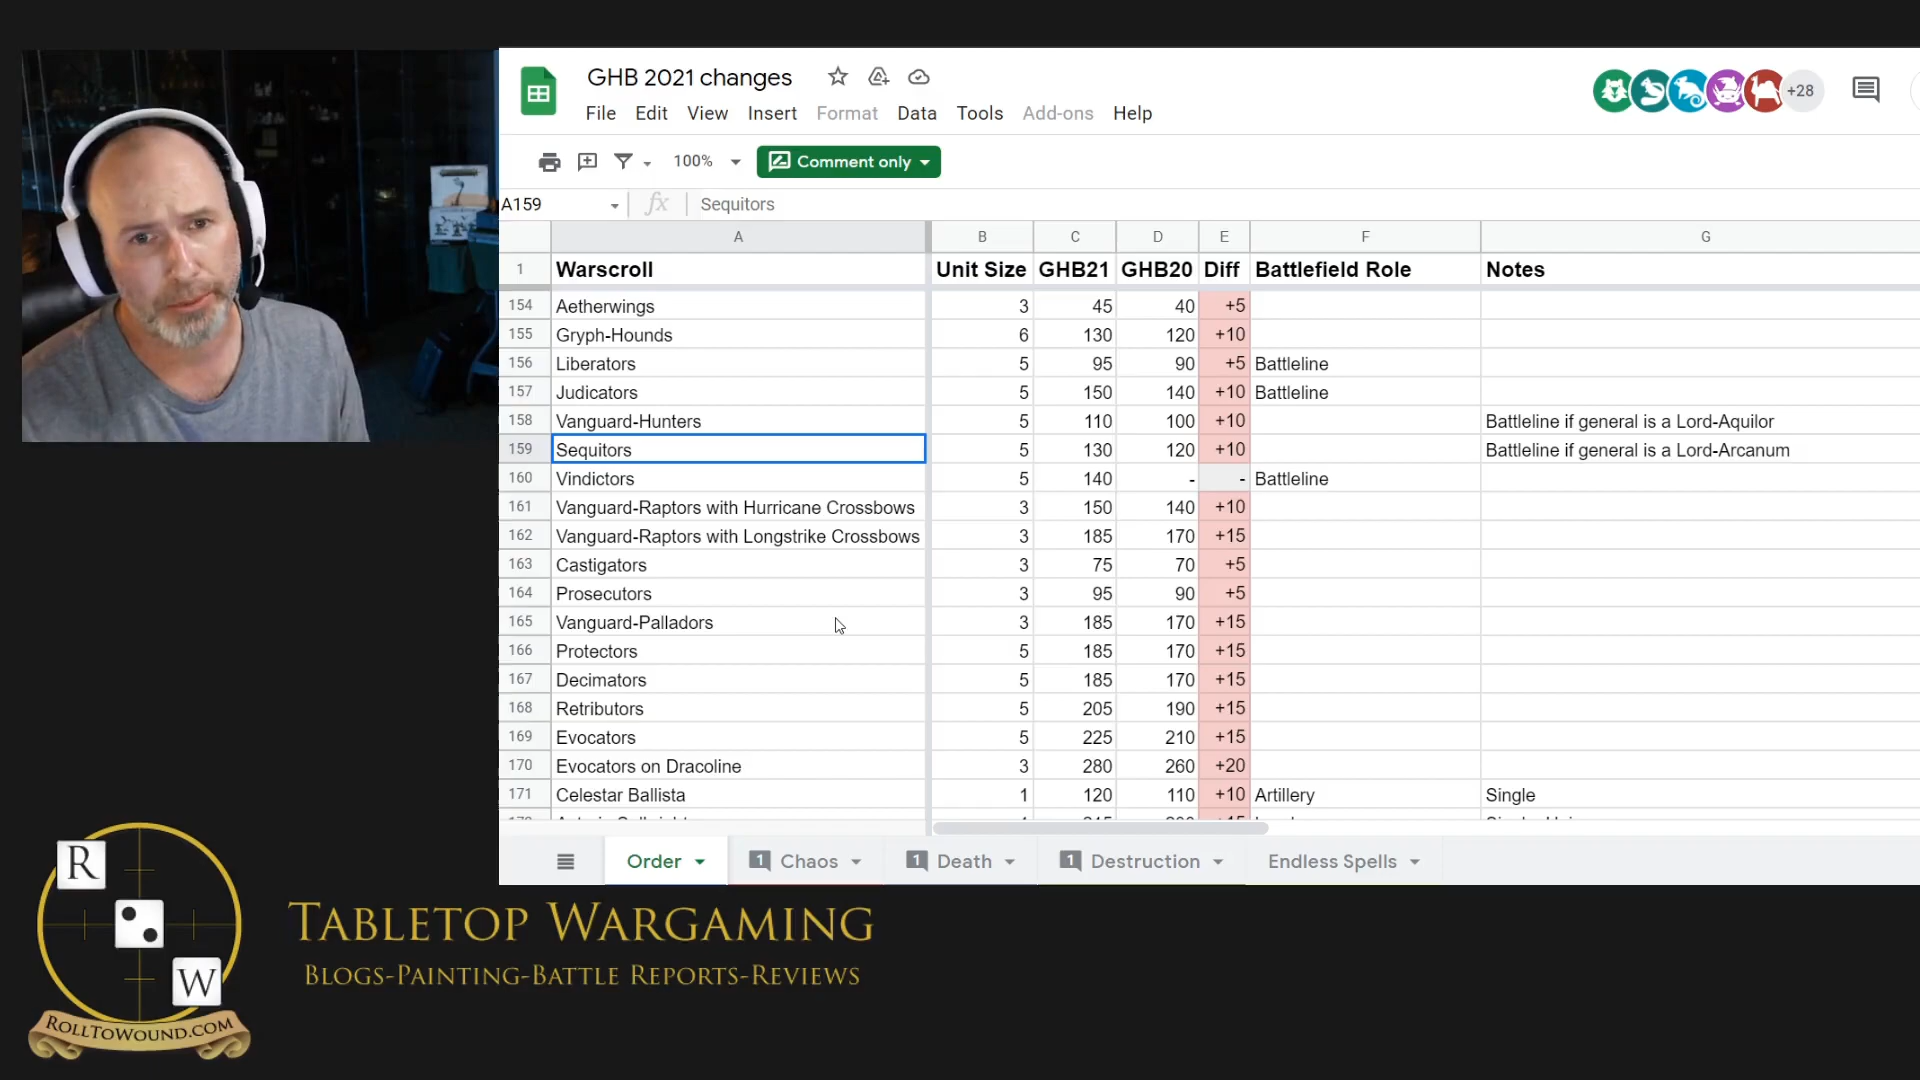 GHB 2021 changes
File Edit View Insert Format Data Tools Add-ons Help
+28
100% Comment only
A159 fx Sequitors
A B C D E F G
1 Warscroll Unit Size GHB21 GHB20 Diff Battlefield Role Notes
154 Aetherwings 3 45 40 +5
155 Gryph-Hounds 6 130 120 +10
156 Liberators 5 95 90 +5 Battleline
157 Judicators 5 150 140 +10 Battleline
158 Vanguard-Hunters 5 110 100 +10 Battleline if general is a Lord-Aquilor
159 Sequitors 5 130 120 +10 Battleline if general is a Lord-Arcanum
160 Vindictors 5 140 - - Battleline
161 Vanguard-Raptors with Hurricane Crossbows 3 150 140 +10
162 Vanguard-Raptors with Longstrike Crossbows 3 185 170 +15
163 Castigators 3 75 70 +5
164 Prosecutors 3 95 90 +5
165 Vanguard-Palladors 3 185 170 +15
166 Protectors 5 185 170 +15
167 Decimators 5 185 170 +15
168 Retributors 5 205 190 +15
169 Evocators 5 225 210 +15
170 Evocators on Dracoline 3 280 260 +20
171 Celestar Ballista 1 120 110 +10 Artillery Single
Order 1 Chaos 1 Death 1 Destruction Endless Spells
R
W
RollToWound.com
Tabletop Wargaming
Blogs-Painting-Battle Reports-Reviews